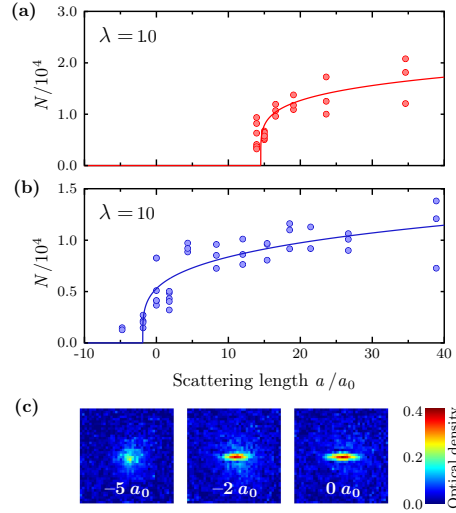 (a)
λ = 1.0
N/10⁴
3.0
2.0
1.0
0.0
(b)
λ = 10
N/10⁴
1.5
1.0
0.5
0.0
-10 0 10 20 30 40
Scattering length a/a₀
(c)
−5 a₀ −2 a₀ 0 a₀
0.4
0.2
0.0
Optical density